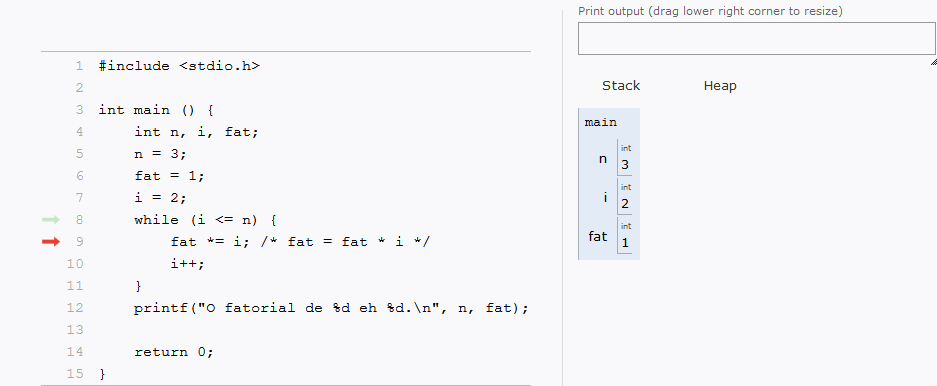 Print output (drag lower right corner to resize)
1 #include <stdio.h>
2
3 int main () {
4 int n, i, fat;
5 n = 3;
6 fat = 1;
7 i = 2;
8 while (i <= n) {
9 fat *= i; /* fat = fat * i */
10 i++;
11 }
12 printf("O fatorial de %d eh %d.\n", n, fat);
13
14 return 0;
15 }
Stack Heap
main
int
n 3
int
i 2
int
fat 1